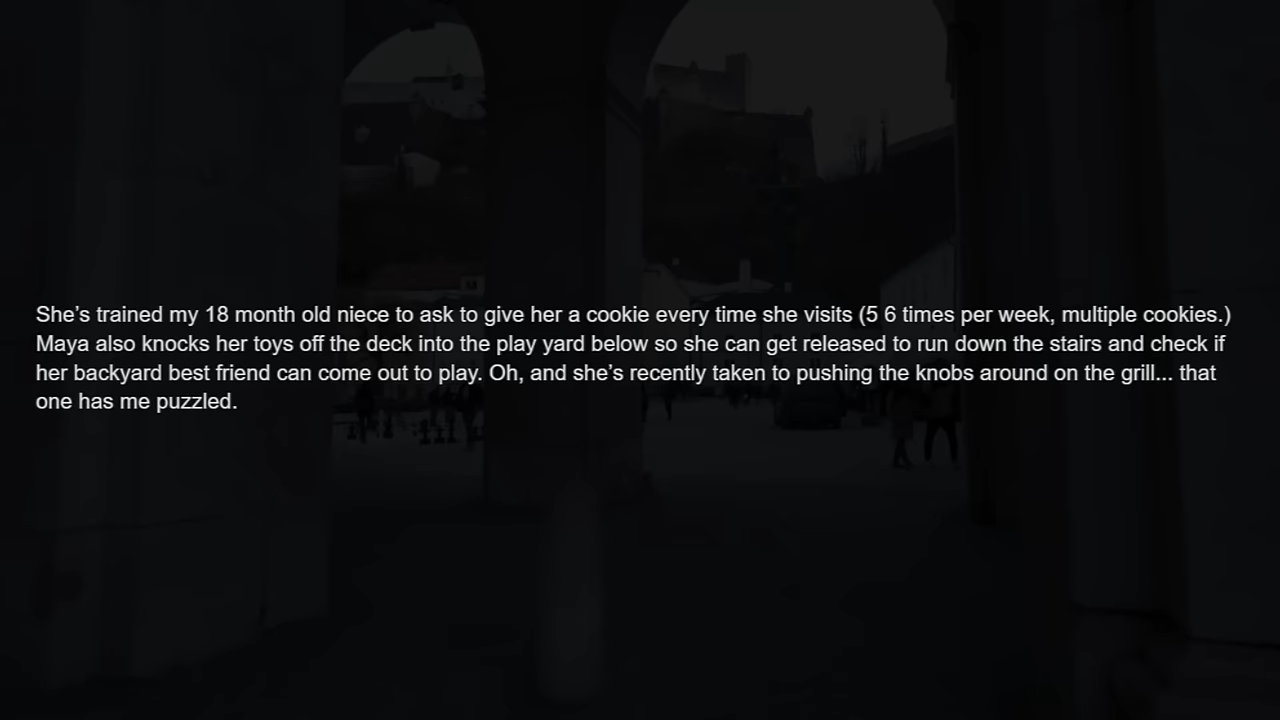 She’s trained my 18 month old niece to ask to give her a cookie every time she visits (5 6 times per week, multiple cookies.)
Maya also knocks her toys off the deck into the play yard below so she can get released to run down the stairs and check if
her backyard best friend can come out to play. Oh, and she’s recently taken to pushing the knobs around on the grill... that
one has me puzzled.